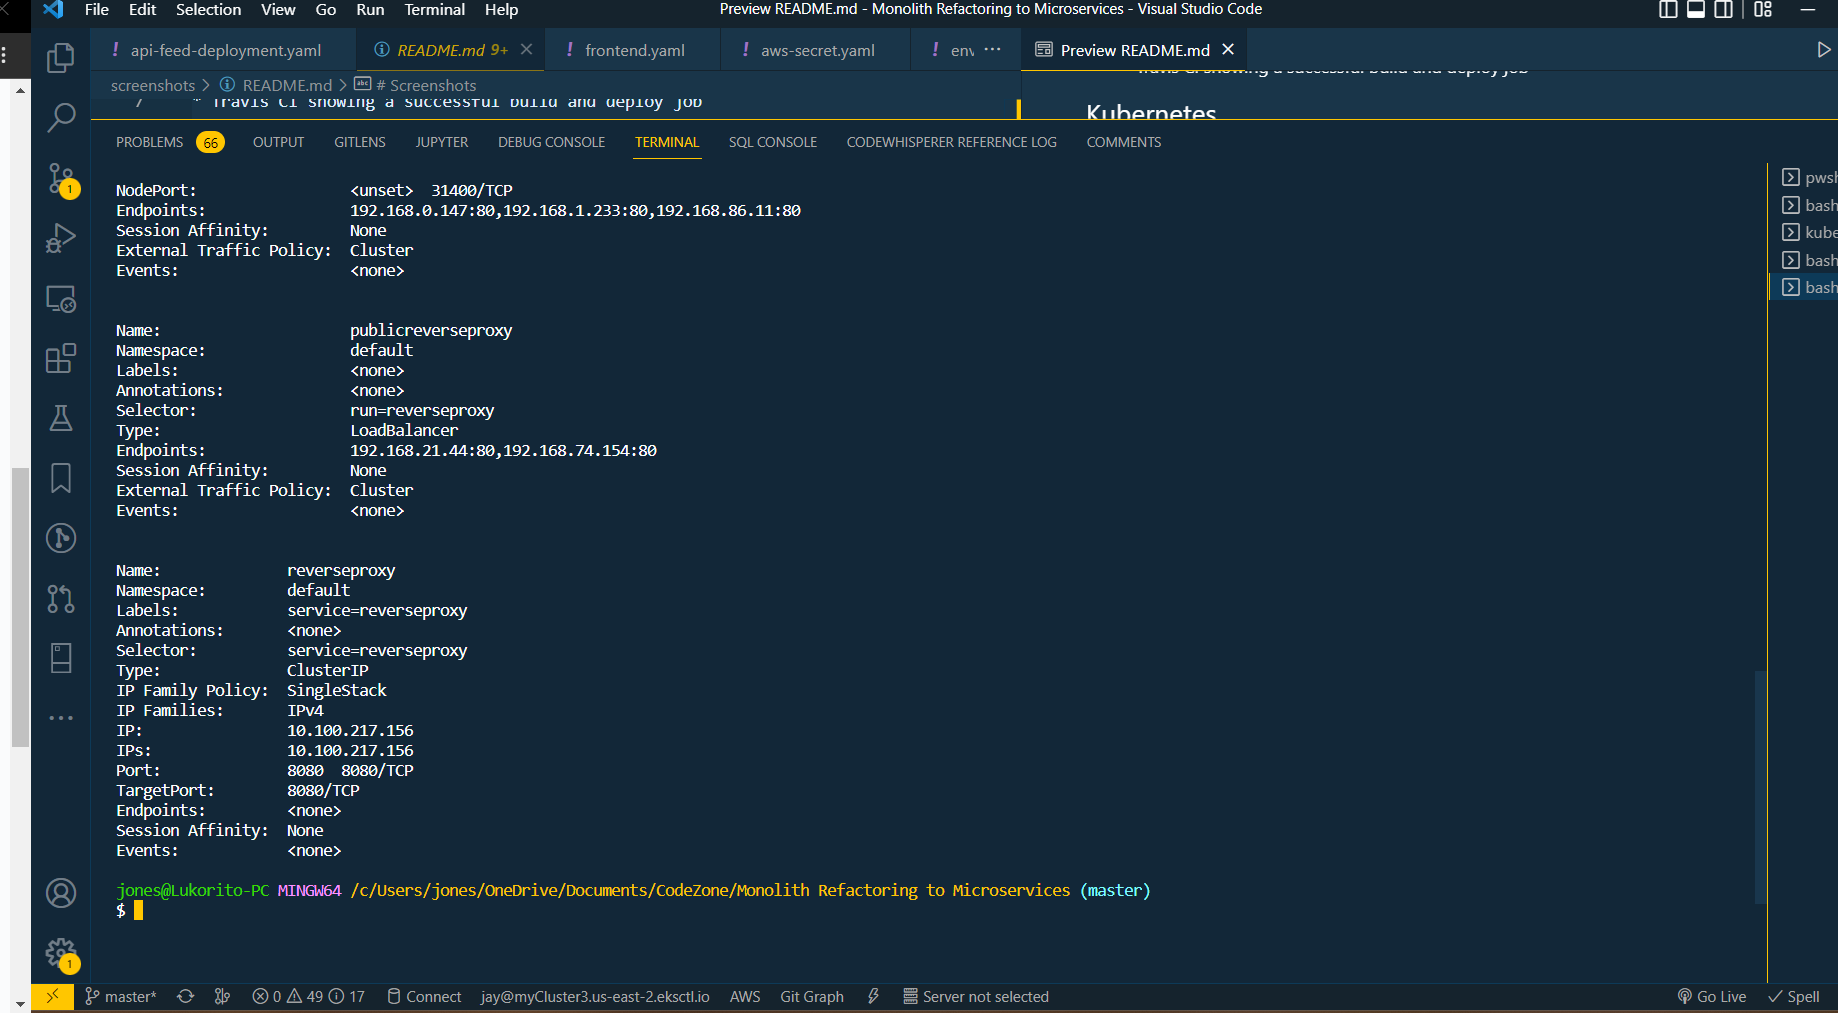 File Edit Selection View Go Run Terminal Help Preview README.md - Monolith Refactoring to Microservices - Visual Studio Code
! api-feed-deployment.yaml README.md 9+ ! frontend.yaml ! aws-secret.yaml ! env ··· Preview README.md
screenshots > README.md > # Screenshots
7 * Travis CI showing a successful build and deploy job
Travis CI showing a successful build and deploy job
Kubernetes
PROBLEMS 66 OUTPUT GITLENS JUPYTER DEBUG CONSOLE TERMINAL SQL CONSOLE CODEWHISPERER REFERENCE LOG COMMENTS
NodePort: <unset> 31400/TCP
Endpoints: 192.168.0.147:80,192.168.1.233:80,192.168.86.11:80
Session Affinity: None
External Traffic Policy: Cluster
Events: <none>
Name: publicreverseproxy
Namespace: default
Labels: <none>
Annotations: <none>
Selector: run=reverseproxy
Type: LoadBalancer
Endpoints: 192.168.21.44:80,192.168.74.154:80
Session Affinity: None
External Traffic Policy: Cluster
Events: <none>
Name: reverseproxy
Namespace: default
Labels: service=reverseproxy
Annotations: <none>
Selector: service=reverseproxy
Type: ClusterIP
IP Family Policy: SingleStack
IP Families: IPv4
IP: 10.100.217.156
IPs: 10.100.217.156
Port: 8080 8080/TCP
TargetPort: 8080/TCP
Endpoints: <none>
Session Affinity: None
Events: <none>
jones@Lukorito-PC MINGW64 /c/Users/jones/OneDrive/Documents/CodeZone/Monolith Refactoring to Microservices (master)
$
pwsh
bash
kube
bash
bash
1
1
master* 0 49 17 Connect jay@myCluster3.us-east-2.eksctl.io AWS Git Graph Server not selected Go Live Spell